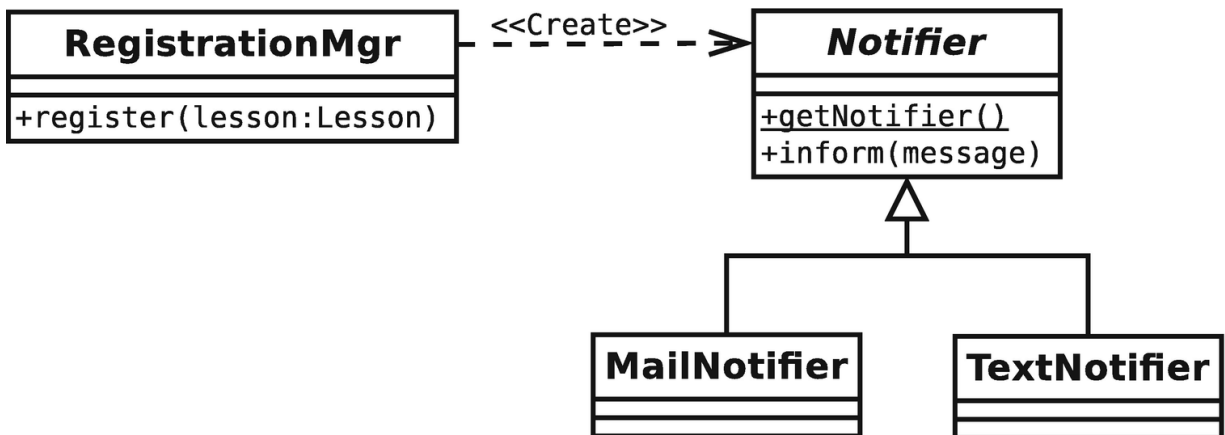 RegistrationMgr
+register(lesson:Lesson)
<<Create>>
Notifier
+getNotifier()
+inform(message)
MailNotifier
TextNotifier